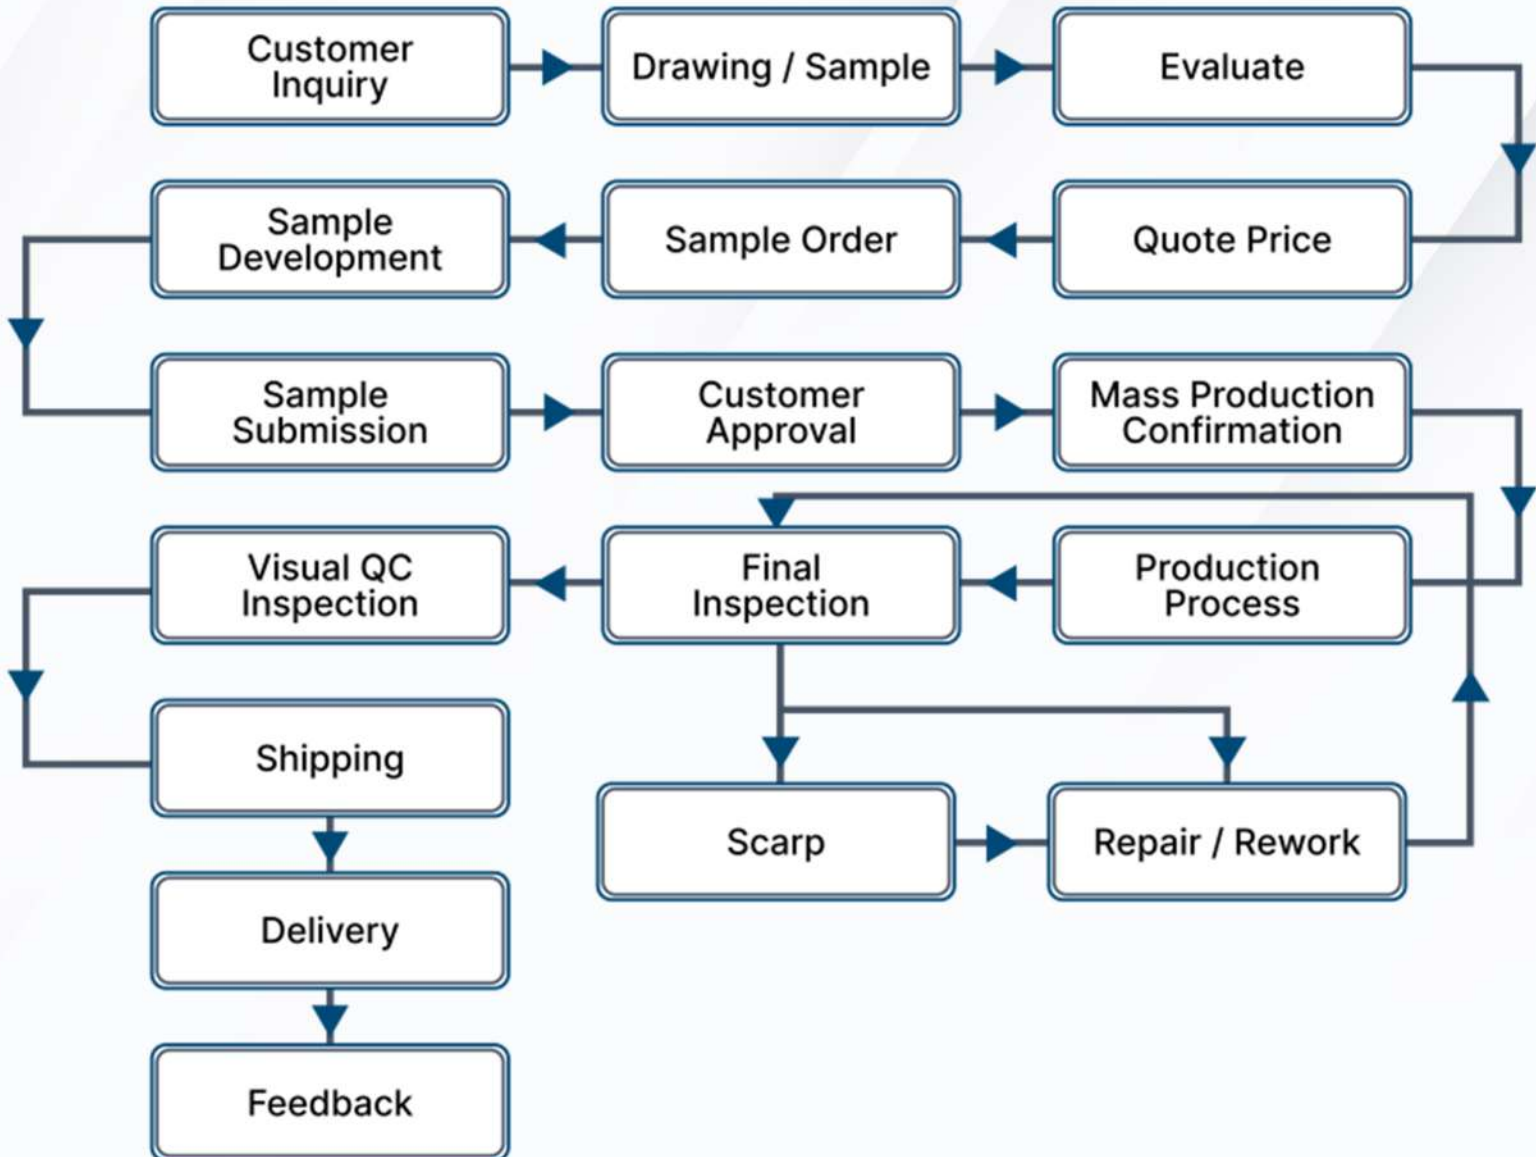 Customer
Inquiry
Drawing / Sample
Evaluate
Sample
Development
Sample Order
Quote Price
Sample
Submission
Customer
Approval
Mass Production
Confirmation
Visual QC
Inspection
Final
Inspection
Production
Process
Shipping
Scarp
Repair / Rework
Delivery
Feedback